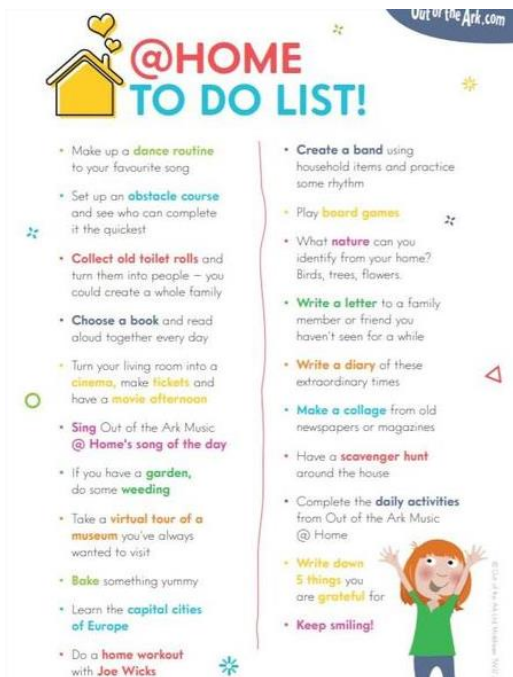 Out of the Ark.com
@HOME
TO DO LIST!
• Make up a dance routine
to your favourite song
• Set up an obstacle course
and see who can complete
it the quickest
• Collect old toilet rolls and
turn them into people – you
could create a whole family
• Choose a book and read
aloud together every day
• Turn your living room into a
cinema, make tickets and
have a movie afternoon
• Sing Out of the Ark Music
@ Home's song of the day
• If you have a garden,
do some weeding
• Take a virtual tour of a
museum you've always
wanted to visit
• Bake something yummy
• Learn the capital cities
of Europe
• Do a home workout
with Joe Wicks
• Create a band using
household items and practice
some rhythm
• Play board games
• What nature can you
identify from your home?
Birds, trees, flowers.
• Write a letter to a family
member or friend you
haven't seen for a while
• Write a diary of these
extraordinary times
• Make a collage from old
newspapers or magazines
• Have a scavenger hunt
around the house
• Complete the daily activities
from Out of the Ark Music
@ Home
• Write down
5 things you
are grateful for
• Keep smiling!
© Out of the Ark Ltd